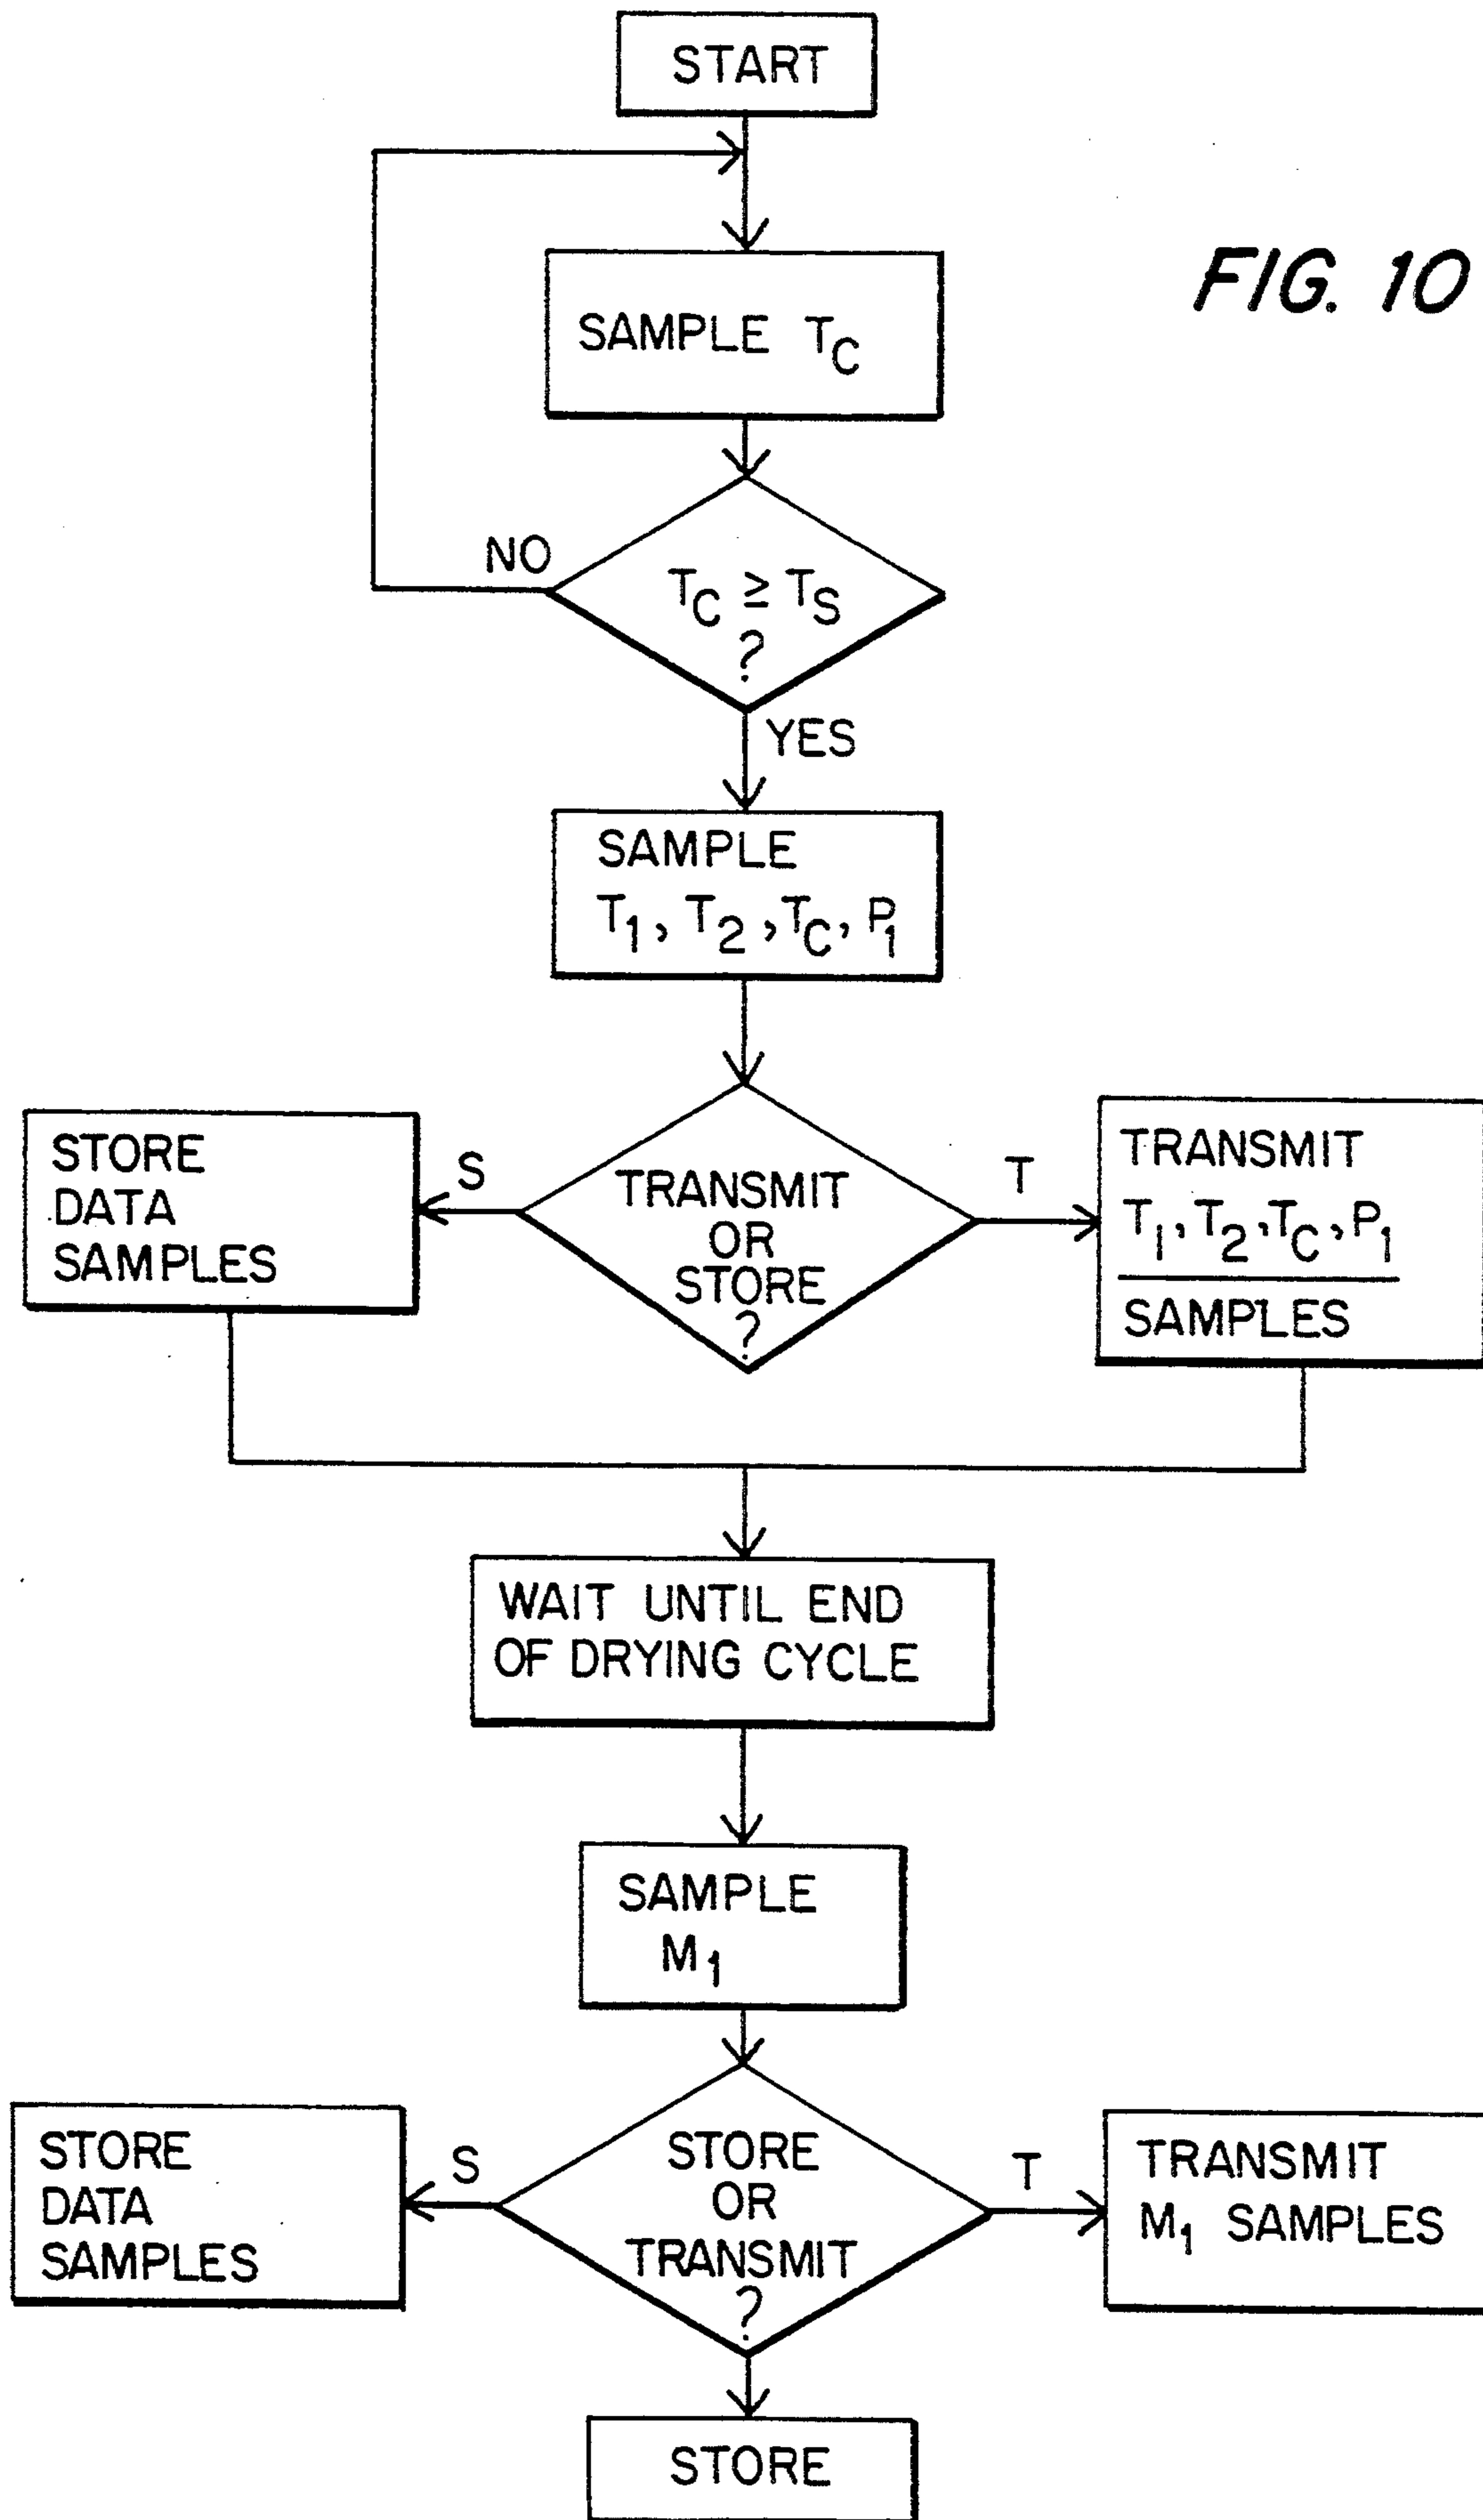 START
FIG. 10
SAMPLE T_C
NO
T_C ≥ T_S
?
YES
SAMPLE
T_1, T_2, T_C, P_1
STORE
DATA
SAMPLES
S
TRANSMIT
OR
STORE
?
T
TRANSMIT
T_1, T_2, T_C, P_1
SAMPLES
WAIT UNTIL END
OF DRYING CYCLE
SAMPLE
M_1
STORE
DATA
SAMPLES
S
STORE
OR
TRANSMIT
?
T
TRANSMIT
M_1 SAMPLES
STORE